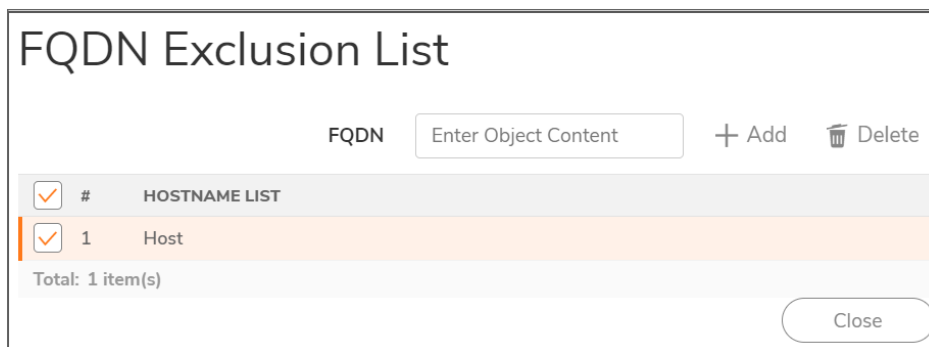 FQDN Exclusion List
FQDN Enter Object Content + Add Delete
# HOSTNAME LIST
1 Host
Total: 1 item(s)
Close